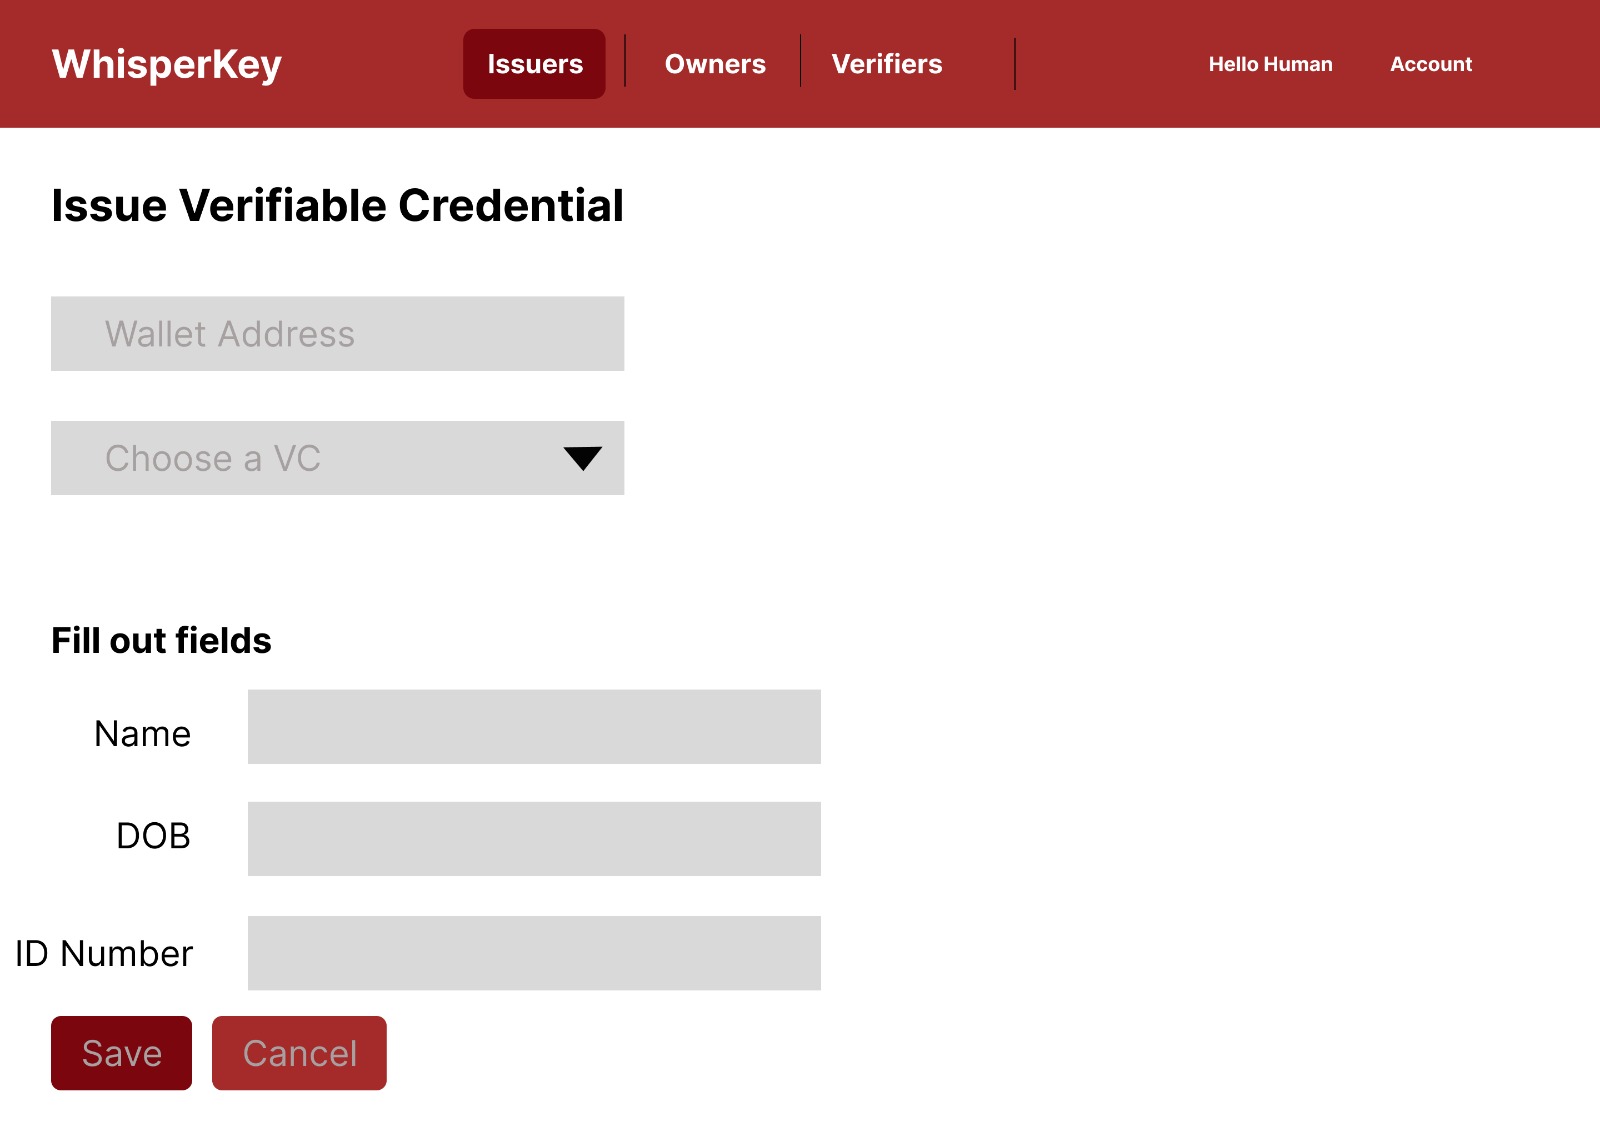 WhisperKey
Issuers
Owners
Verifiers
Hello Human
Account
Issue Verifiable Credential
Wallet Address
Choose a VC
Fill out fields
Name
DOB
ID Number
Save
Cancel